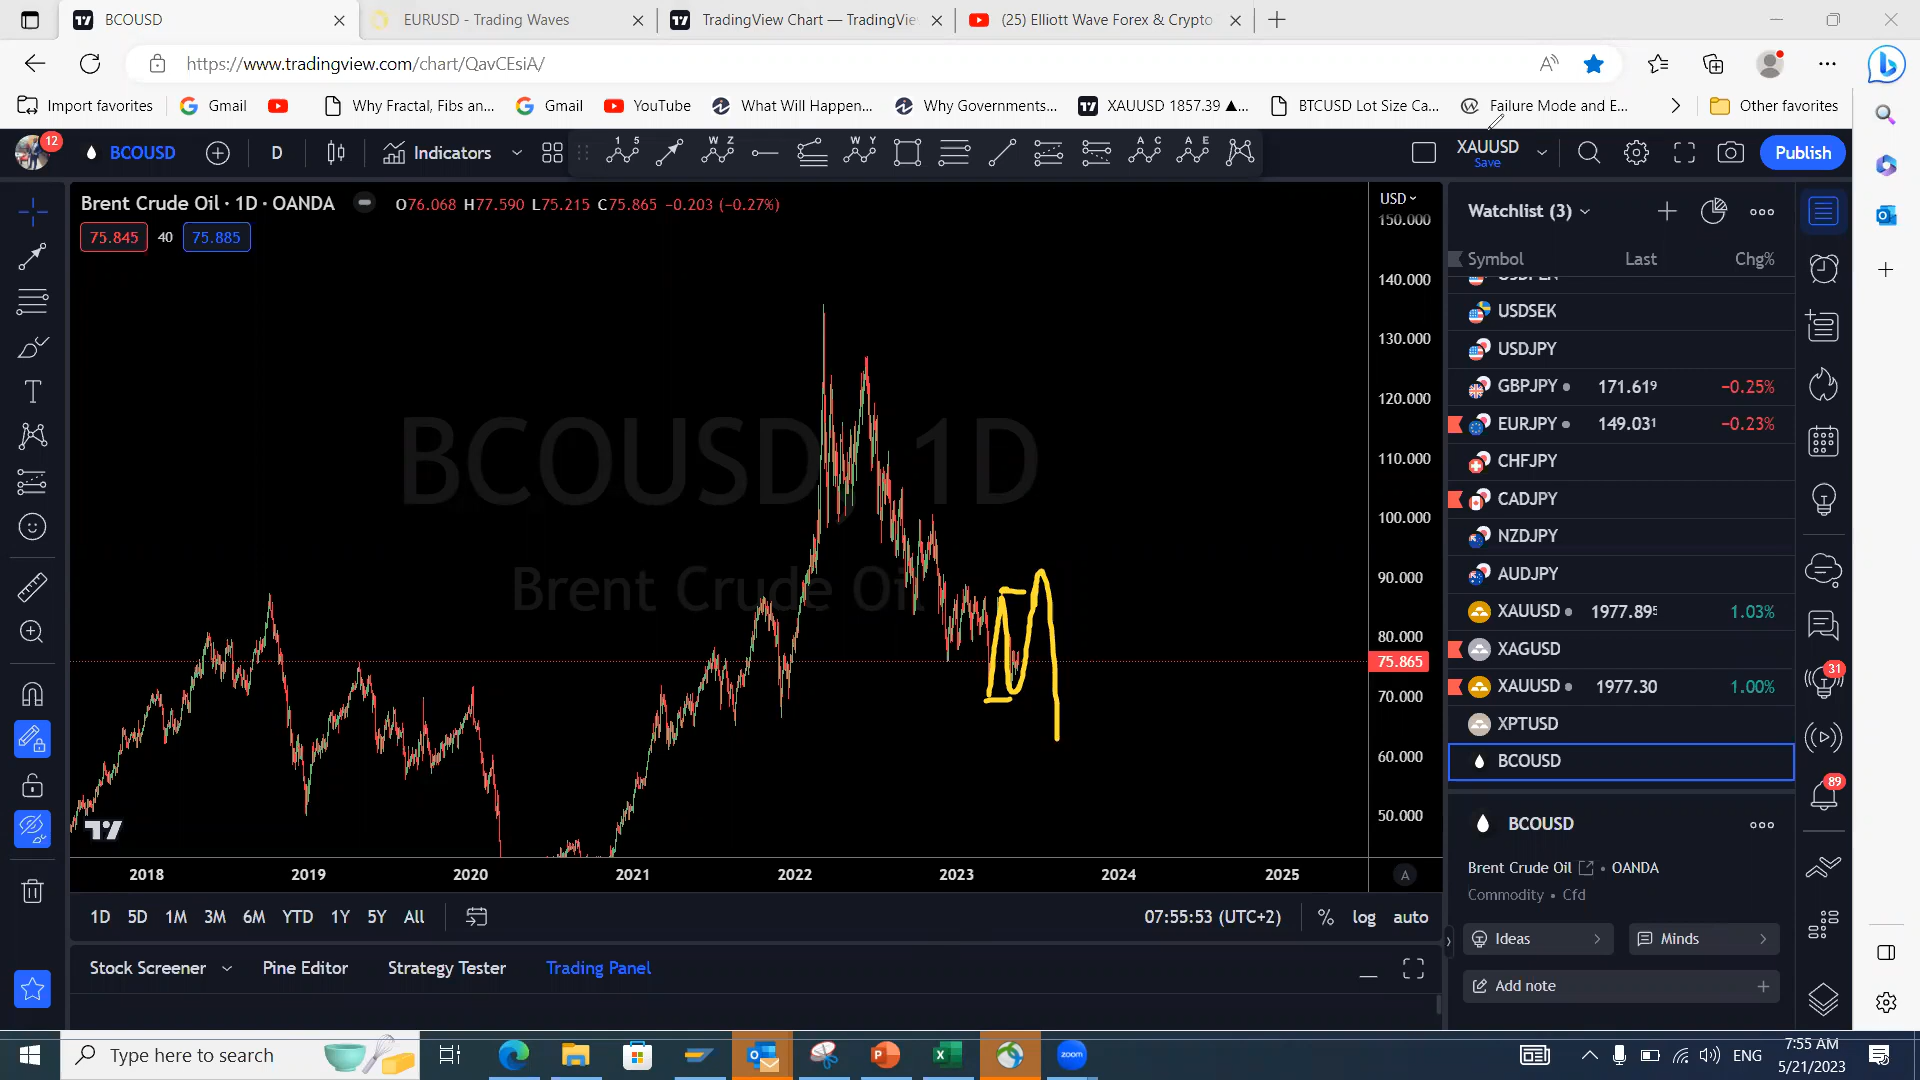 BCOUSD
EURUSD - Trading Waves
TradingView Chart — TradingVie
(25) Elliott Wave Forex & Crypto
https://www.tradingview.com/chart/QavCEsiA/
Import favorites
Gmail
Why Fractal, Fibs an...
Gmail
YouTube
What Will Happen...
Why Governments...
XAUUSD 1857.39 ▲...
BTCUSD Lot Size Ca...
Failure Mode and E...
Other favorites
12
BCOUSD
D
Indicators
1 5
W Z
W Y
A C
A E
XAUUSD
Save
Publish
Brent Crude Oil · 1D · OANDA
O76.068 H77.590 L75.215 C75.865 −0.203 (−0.27%)
75.845 40 75.885
USD
150.000
140.000
130.000
120.000
110.000
100.000
90.000
80.000
75.865
70.000
60.000
50.000
BCOUSD, 1D
Brent Crude Oil
2018 2019 2020 2021 2022 2023 2024 2025
A
1D 5D 1M 3M 6M YTD 1Y 5Y All
07:55:53 (UTC+2)
% log auto
Stock Screener
Pine Editor
Strategy Tester
Trading Panel
Watchlist (3)
Symbol Last Chg%
USDSEK
USDJPY
GBPJPY 171.619 −0.25%
EURJPY 149.031 −0.23%
CHFJPY
CADJPY
NZDJPY
AUDJPY
XAUUSD 1977.895 1.03%
XAGUSD
XAUUSD 1977.30 1.00%
XPTUSD
BCOUSD
BCOUSD
Brent Crude Oil • OANDA
Commodity • Cfd
Ideas
Minds
Add note
31
89
Type here to search
zoom
ENG
7:55 AM
5/21/2023